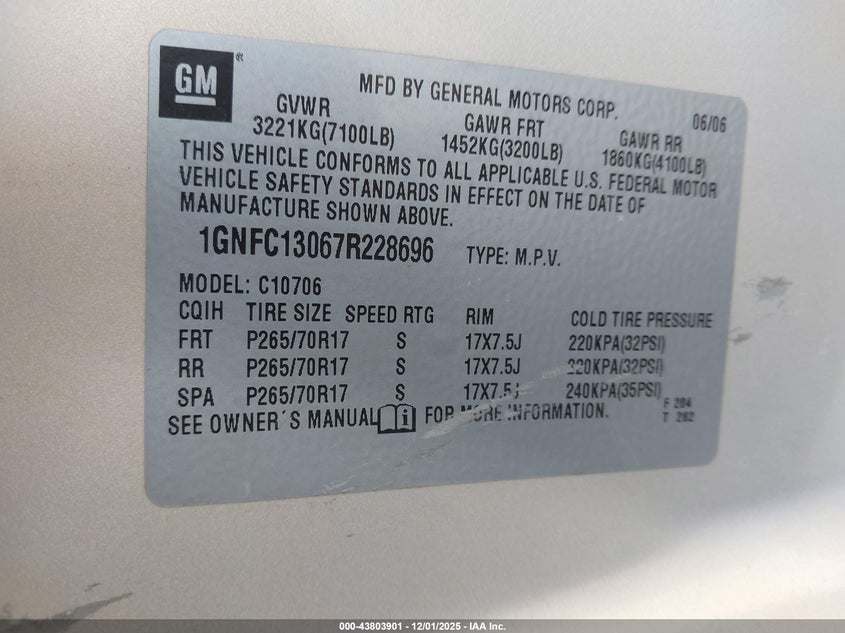 GM ®
MFD BY GENERAL MOTORS CORP. 06/06
GVWR GAWR FRT GAWR RR
3221KG(7100LB) 1452KG(3200LB) 1860KG(4100LB)
THIS VEHICLE CONFORMS TO ALL APPLICABLE U.S. FEDERAL MOTOR
VEHICLE SAFETY STANDARDS IN EFFECT ON THE DATE OF
MANUFACTURE SHOWN ABOVE.
1GNFC13067R228696 TYPE: M.P.V.
MODEL: C10706
CQIH TIRE SIZE SPEED RTG RIM COLD TIRE PRESSURE
FRT P265/70R17 S 17X7.5J 220KPA(32PSI)
RR P265/70R17 S 17X7.5J 220KPA(32PSI)
SPA P265/70R17 S 17X7.5J 240KPA(35PSI)
SEE OWNER´S MANUAL i FOR MORE INFORMATION. F 204
T 282
000-43803901 - 12/01/2025 - IAA Inc.